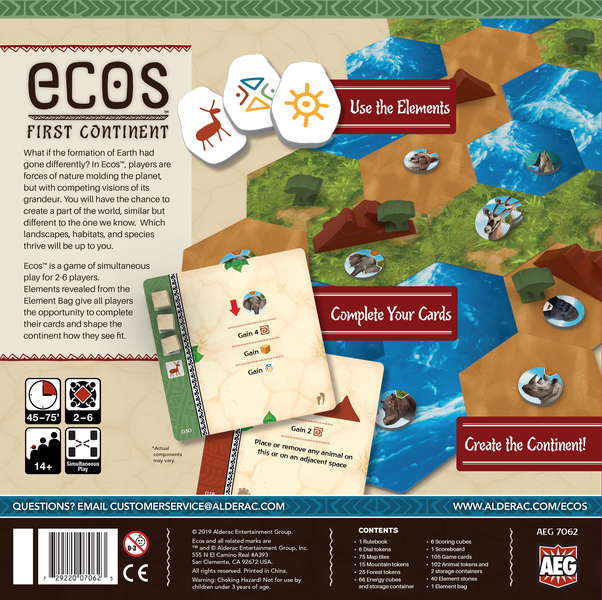 ecos
FIRST CONTINENT
What if the formation of Earth had
gone differently? In Ecos™, players are
forces of nature molding the planet,
but with competing visions of its
grandeur. You will have the chance to
create a part of the world, similar but
different to the one we know. Which
landscapes, habitats, and species
thrive will be up to you.
Ecos™ is a game of simultaneous
play for 2-6 players.
Elements revealed from the
Element Bag give all players
the opportunity to complete
their cards and shape the
continent how they see fit.
Use the Elements
Complete Your Cards
Create the Continent!
Gain 4
Gain
Gain
030
Gain 2
Place or remove any animal on
this or on an adjacent space
45–75'
2–6
14+
Simultaneous
Play
*Actual
components
may vary.
QUESTIONS? EMAIL CUSTOMERSERVICE@ALDERAC.COM
WWW.ALDERAC.COM/ECOS
7 29220 07062 3
0-3
CE
© 2019 Alderac Entertainment Group.
Ecos and all related marks are
™ and © Alderac Entertainment Group, Inc.
555 N El Camino Real #A393
San Clemente, CA 92672 USA.
All rights reserved. Printed in China.
Warning: Choking Hazard! Not for use by
children under 3 years of age.
CONTENTS
• 1 Rulebook
• 6 Dial tokens
• 75 Map tiles
• 15 Mountain tokens
• 25 Forest tokens
• 66 Energy cubes
and storage container
• 6 Scoring cubes
• 1 Scoreboard
• 105 Game cards
• 102 Animal tokens and
2 storage containers
• 40 Element stones
• 1 Element bag
AEG 7062
AEG